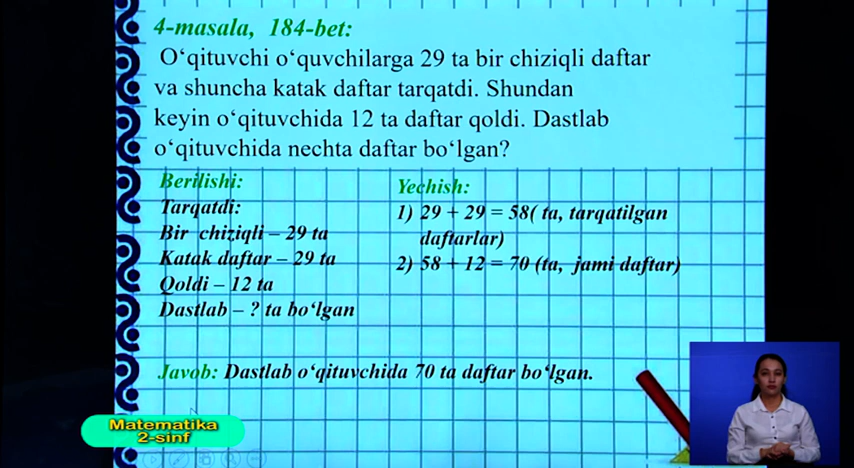 4-masala, 184-bet:
O‘qituvchi o‘quvchilarga 29 ta bir chiziqli daftar
va shuncha katak daftar tarqatdi. Shundan
keyin o‘qituvchida 12 ta daftar qoldi. Dastlab
o‘qituvchida nechta daftar bo‘lgan?
Berilishi:
Tarqatdi:
Bir chiziqli – 29 ta
Katak daftar – 29 ta
Qoldi – 12 ta
Dastlab – ? ta bo‘lgan
Yechish:
1) 29 + 29 = 58( ta, tarqatilgan
daftarlar)
2) 58 + 12 = 70 (ta, jami daftar)
Javob: Dastlab o‘qituvchida 70 ta daftar bo‘lgan.
Matematika
2-sinf